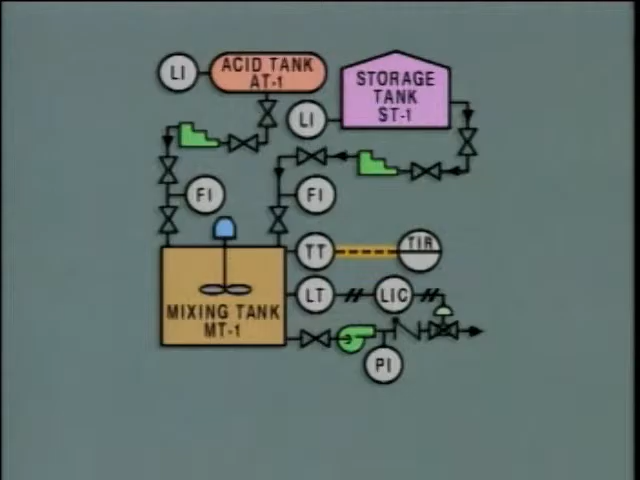 LI
ACID TANK
AT-1
STORAGE
TANK
ST-1
LI
FI
FI
TT
TIR
LT
LIC
MIXING TANK
MT-1
PI